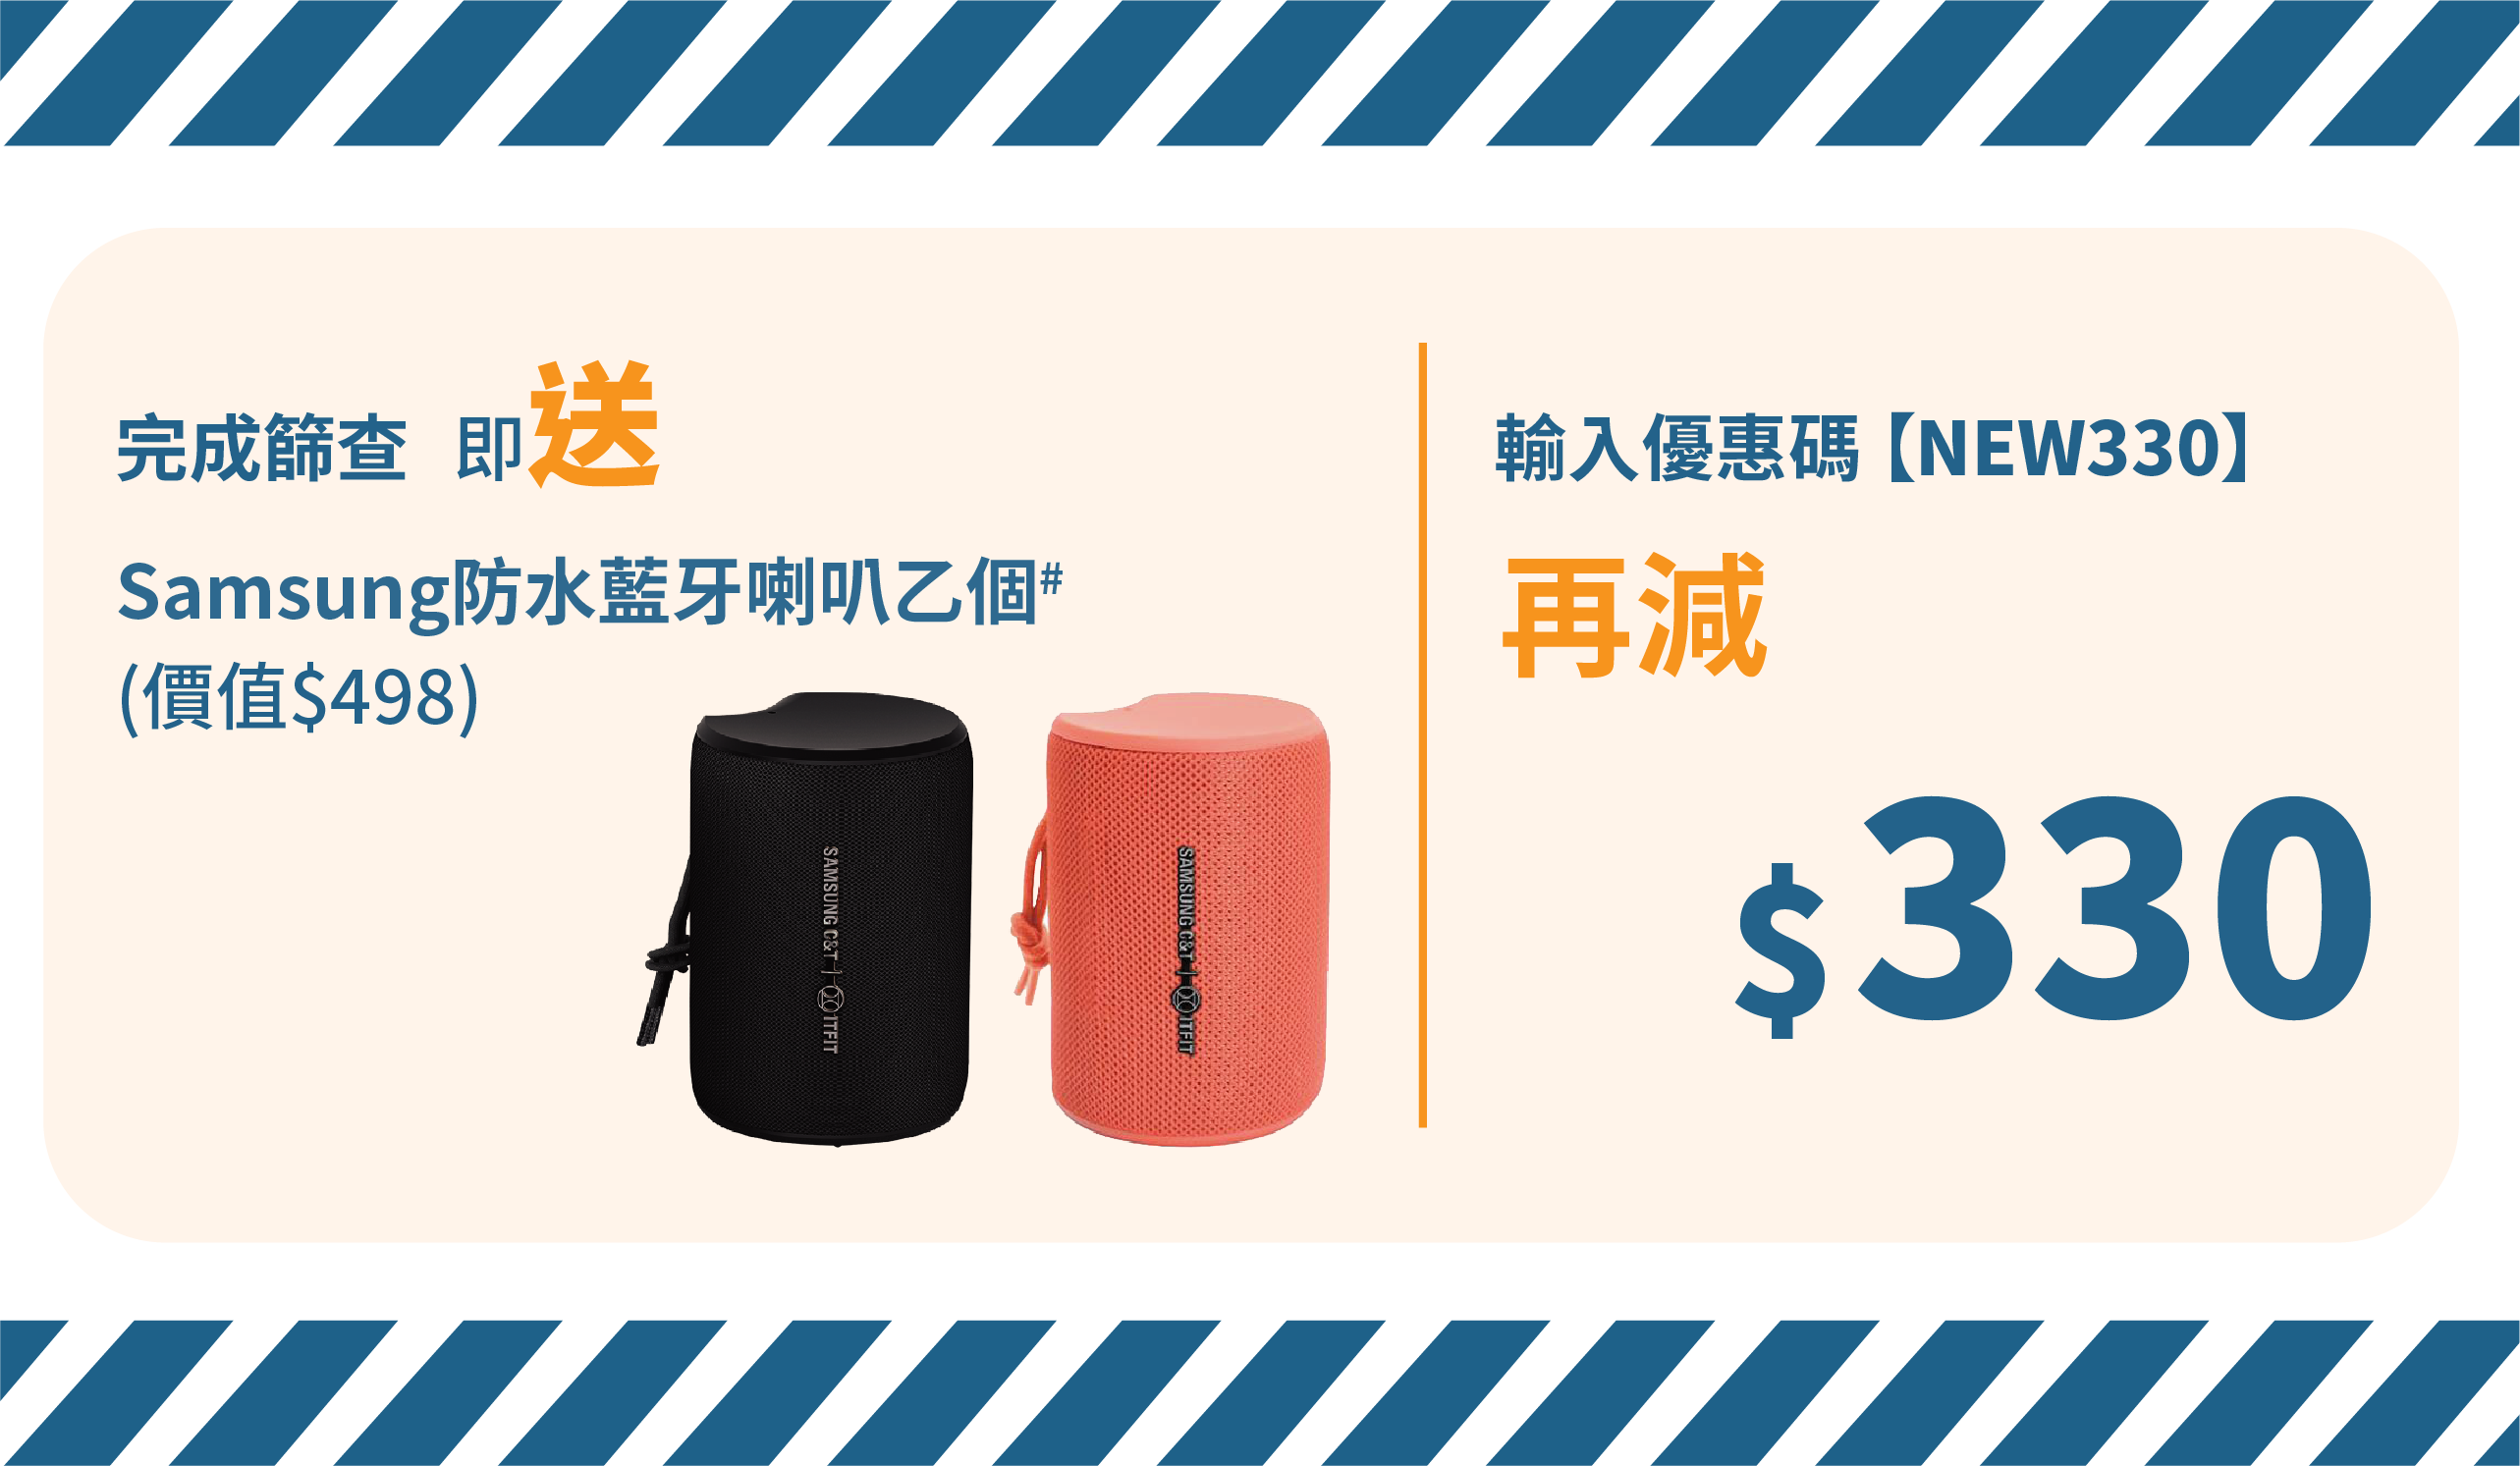 完成篩查 即送
Samsung防水藍牙喇叭乙個#
(價值$498)
SAMSUNG C&T ITFIT
SAMSUNG C&T ITFIT
輸入優惠碼【NEW330】
再減
$330